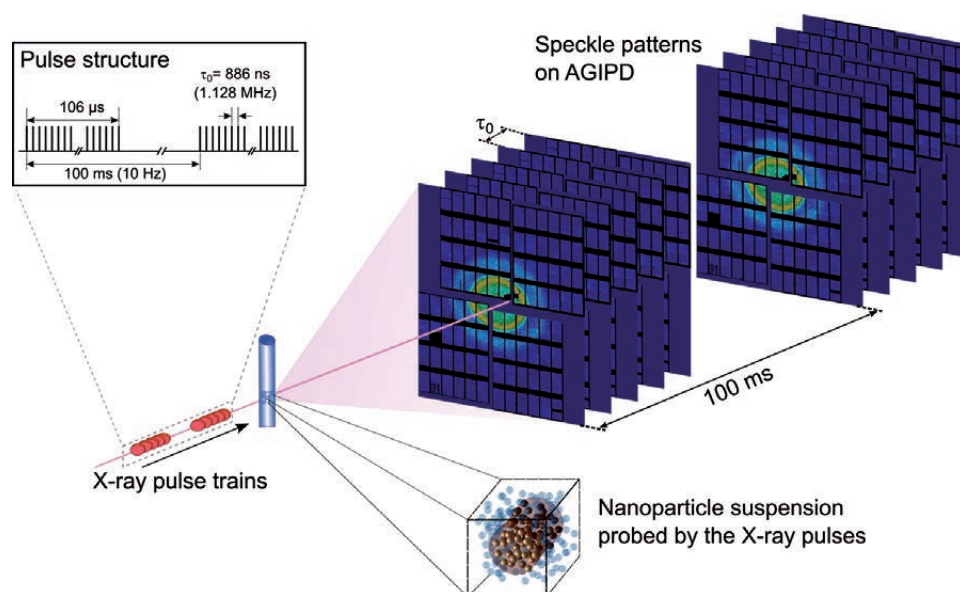 Pulse structure
τ₀= 886 ns
(1.128 MHz)
106 µs
100 ms (10 Hz)
Speckle patterns
on AGIPD
τ₀
100 ms
X-ray pulse trains
Nanoparticle suspension
probed by the X-ray pulses